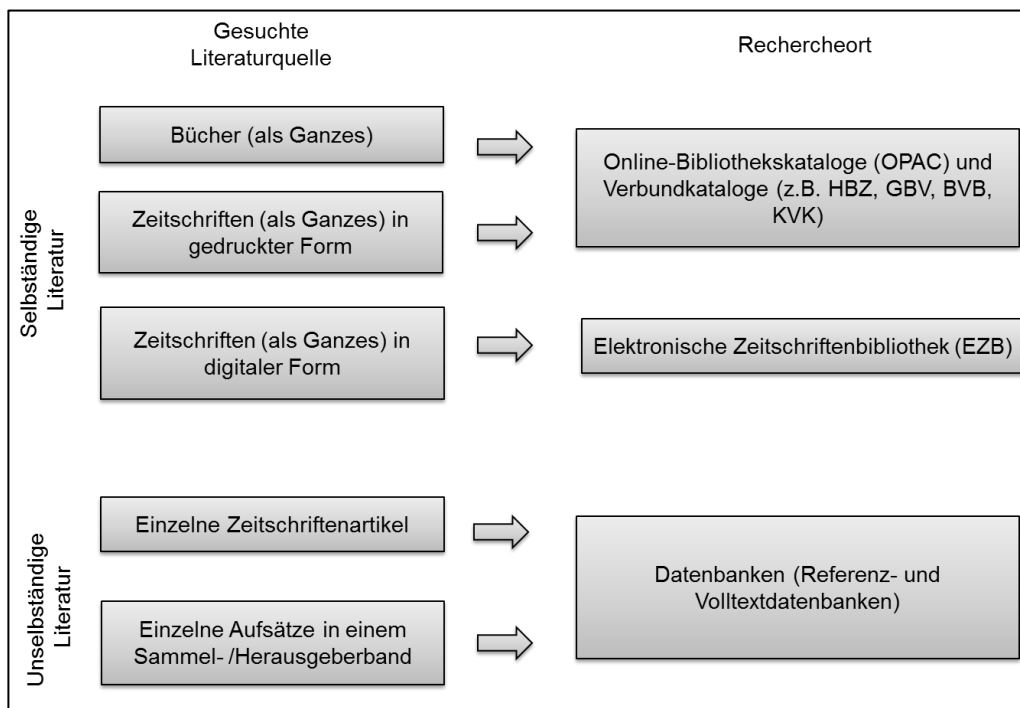 Gesuchte
Literaturquelle
Rechercheort
Selbständige
Literatur
Bücher (als Ganzes)
Zeitschriften (als Ganzes) in
gedruckter Form
Online-Bibliothekskataloge (OPAC) und
Verbundkataloge (z.B. HBZ, GBV, BVB,
KVK)
Zeitschriften (als Ganzes) in
digitaler Form
Elektronische Zeitschriftenbibliothek (EZB)
Unselbständige
Literatur
Einzelne Zeitschriftenartikel
Einzelne Aufsätze in einem
Sammel- /Herausgeberband
Datenbanken (Referenz- und
Volltextdatenbanken)